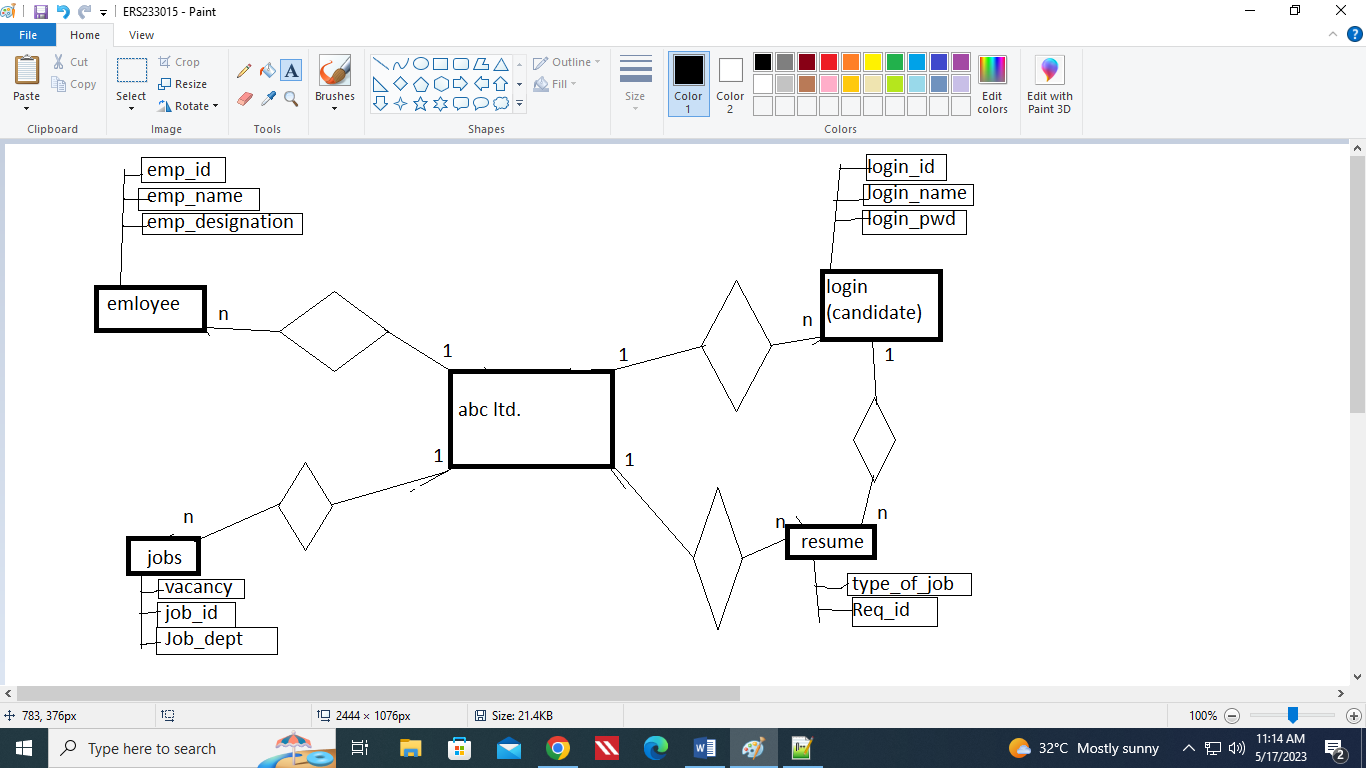 ERS233015 - Paint
File
Home
View
Paste
Cut
Copy
Clipboard
Select
Crop
Resize
Rotate
Image
A
Tools
Brushes
Shapes
Outline
Fill
Size
Color 1
Color 2
Colors
Edit colors
Edit with Paint 3D
emp_id
emp_name
emp_designation
login_id
login_name
login_pwd
emloyee
n
login
(candidate)
n
1
1
1
abc ltd.
1
1
n
n
n
jobs
resume
vacancy
job_id
Job_dept
type_of_job
Req_id
783, 376px
2444 × 1076px
Size: 21.4KB
100%
Type here to search
32°C Mostly sunny
11:14 AM
5/17/2023
2